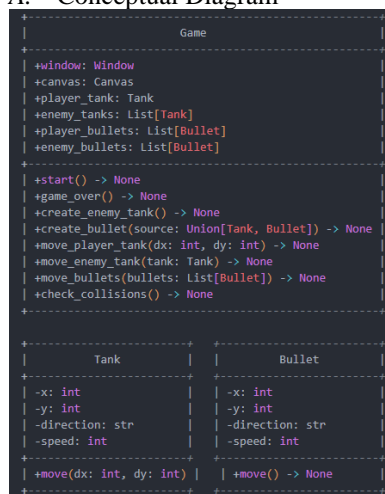 A. Conceptual Diagram
Game
+window: Window
+canvas: Canvas
+player_tank: Tank
+enemy_tanks: List[Tank]
+player_bullets: List[Bullet]
+enemy_bullets: List[Bullet]
+start() -> None
+game_over() -> None
+create_enemy_tank() -> None
+create_bullet(source: Union[Tank, Bullet]) -> None
+move_player_tank(dx: int, dy: int) -> None
+move_enemy_tank(tank: Tank) -> None
+move_bullets(bullets: List[Bullet]) -> None
+check_collisions() -> None
Tank | | Bullet
-x: int | | -x: int
-y: int | | -y: int
-direction: str | | -direction: str
-speed: int | | -speed: int
+move(dx: int, dy: int) | | +move() -> None